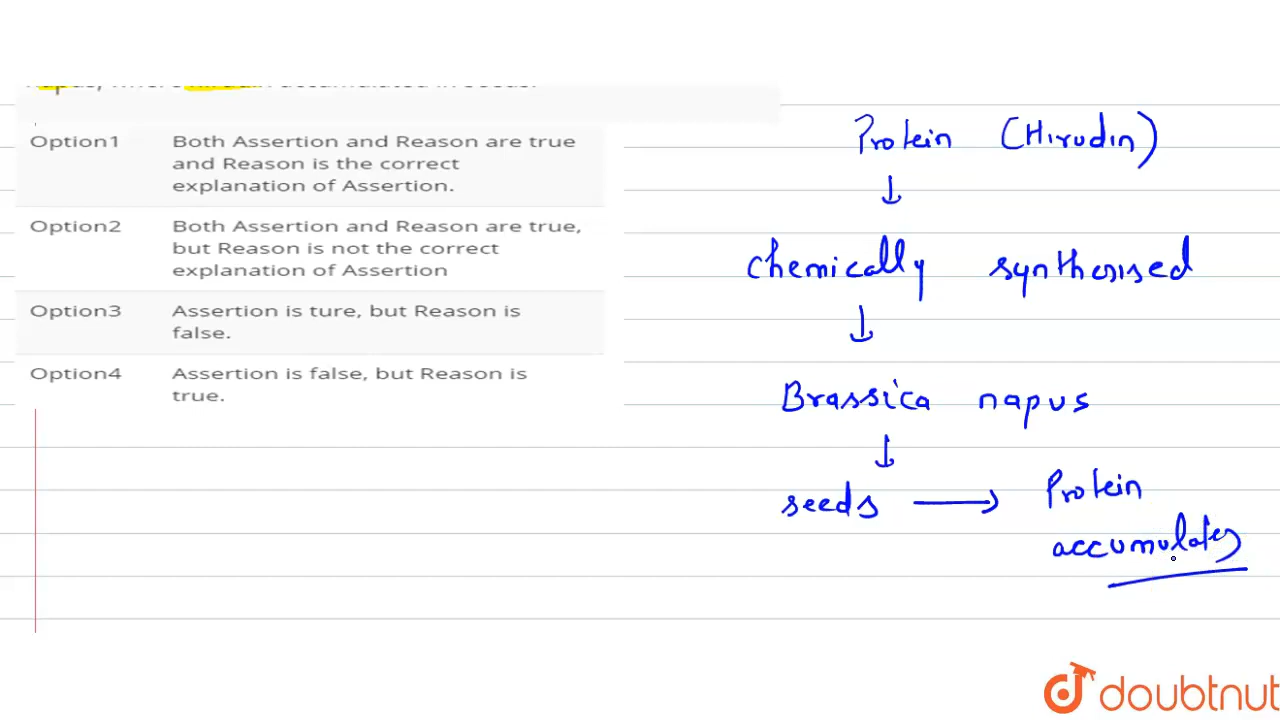 accumulated in seeds.
Option1 Both Assertion and Reason are true
and Reason is the correct
explanation of Assertion.
Option2 Both Assertion and Reason are true,
but Reason is not the correct
explanation of Assertion
Option3 Assertion is ture, but Reason is
false.
Option4 Assertion is false, but Reason is
true.
Protein (Hirudin)
↓
chemically synthesised
↓
Brassica napus
↓
seeds → Protein
accumulates
doubtnut